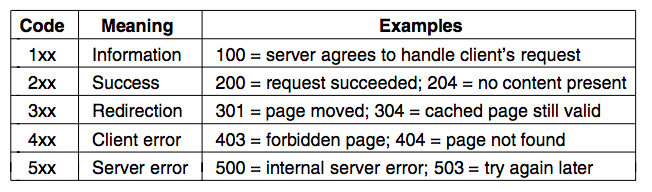 Code Meaning Examples
1xx Information 100 = server agrees to handle client's request
2xx Success 200 = request succeeded; 204 = no content present
3xx Redirection 301 = page moved; 304 = cached page still valid
4xx Client error 403 = forbidden page; 404 = page not found
5xx Server error 500 = internal server error; 503 = try again later